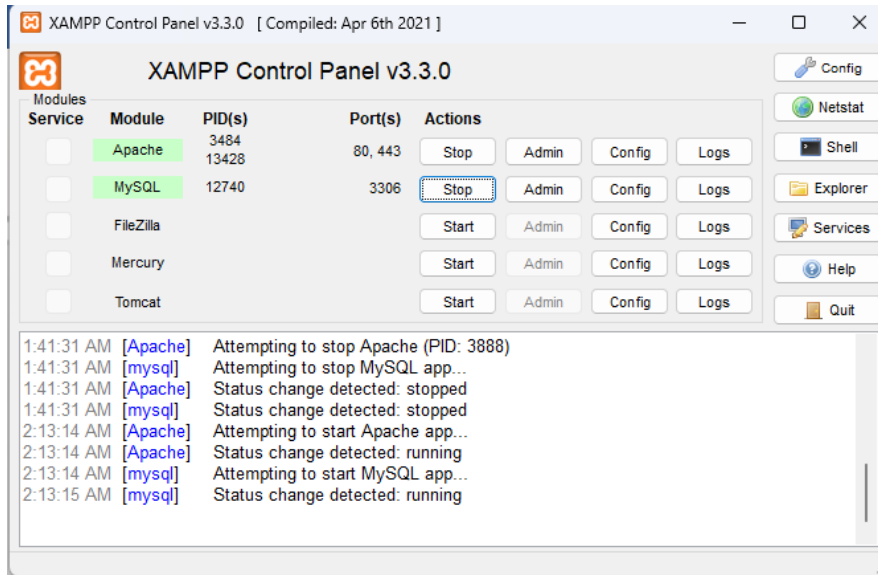 XAMPP Control Panel v3.3.0 [ Compiled: Apr 6th 2021 ]
XAMPP Control Panel v3.3.0
Config
Modules
Netstat
Service Module PID(s) Port(s) Actions
Apache 3484 13428 80, 443 Stop Admin Config Logs
Shell
MySQL 12740 3306 Stop Admin Config Logs
Explorer
FileZilla Start Admin Config Logs
Services
Mercury Start Admin Config Logs
Help
Tomcat Start Admin Config Logs
Quit
1:41:31 AM [Apache] Attempting to stop Apache (PID: 3888)
1:41:31 AM [mysql] Attempting to stop MySQL app...
1:41:31 AM [Apache] Status change detected: stopped
1:41:31 AM [mysql] Status change detected: stopped
2:13:14 AM [Apache] Attempting to start Apache app...
2:13:14 AM [Apache] Status change detected: running
2:13:14 AM [mysql] Attempting to start MySQL app...
2:13:15 AM [mysql] Status change detected: running